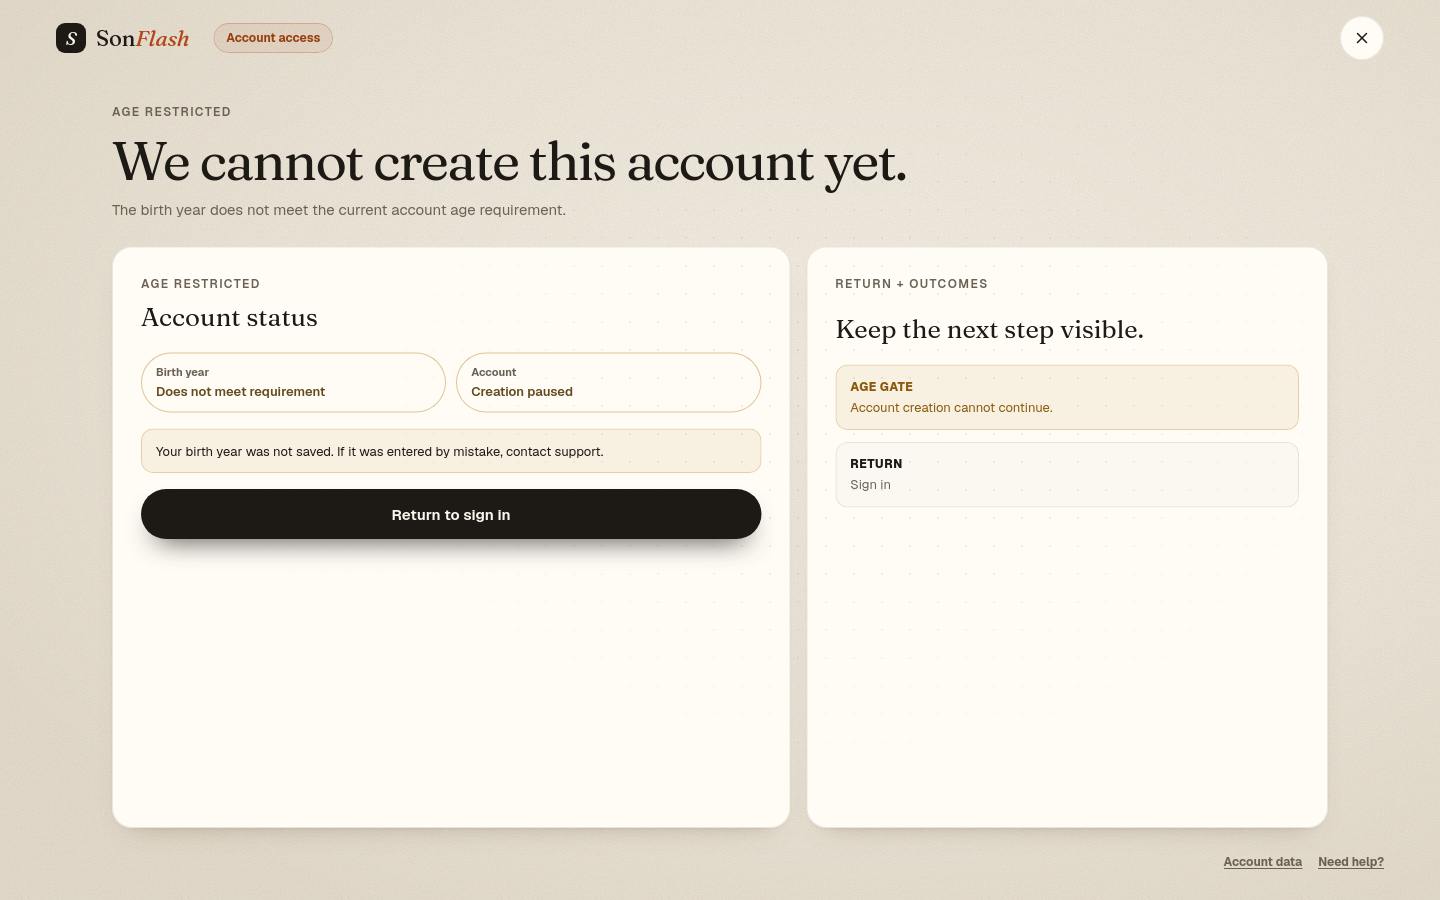 S SonFlash Account access
AGE RESTRICTED
We cannot create this account yet.
The birth year does not meet the current account age requirement.
AGE RESTRICTED
Account status
Birth year
Does not meet requirement
Account
Creation paused
Your birth year was not saved. If it was entered by mistake, contact support.
Return to sign in
RETURN + OUTCOMES
Keep the next step visible.
AGE GATE
Account creation cannot continue.
RETURN
Sign in
Account data Need help?